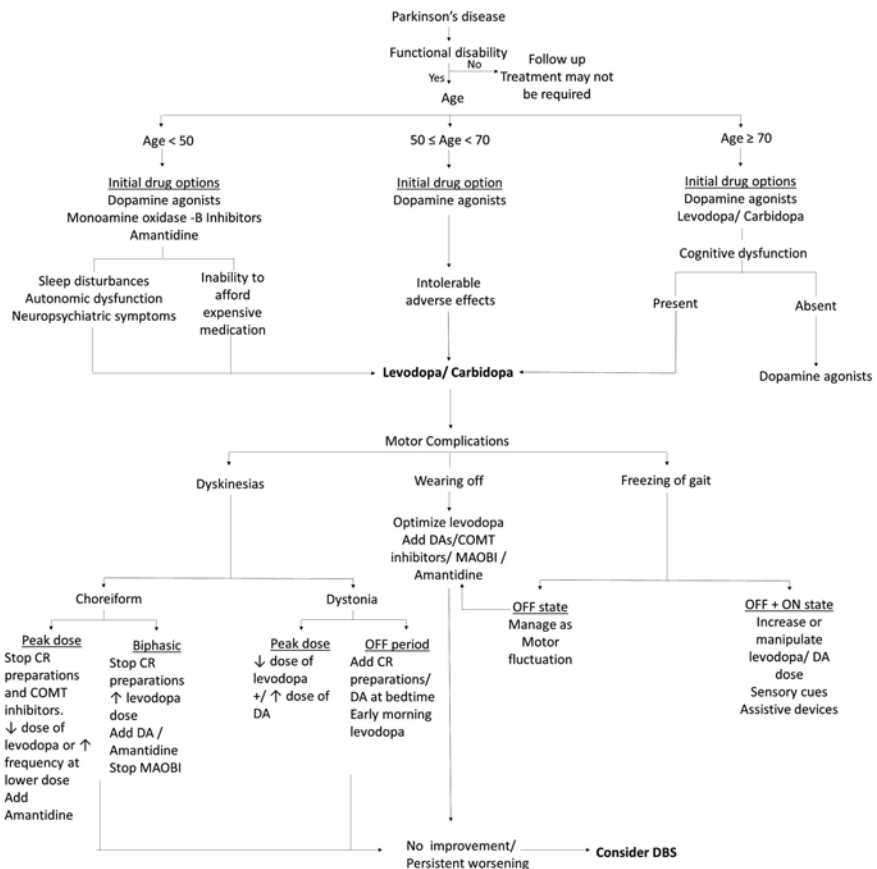 Parkinson's disease
Functional disability
No
Yes
Follow up
Treatment may not
be required
Age
Age < 50
50 ≤ Age < 70
Age ≥ 70
Initial drug options
Dopamine agonists
Monoamine oxidase -B Inhibitors
Amantidine
Initial drug option
Dopamine agonists
Initial drug options
Dopamine agonists
Levodopa/ Carbidopa
Sleep disturbances
Autonomic dysfunction
Neuropsychiatric symptoms
Inability to
afford
expensive
medication
Intolerable
adverse effects
Cognitive dysfunction
Present
Absent
Levodopa/ Carbidopa
Dopamine agonists
Motor Complications
Dyskinesias
Wearing off
Freezing of gait
Optimize levodopa
Add DAs/COMT
inhibitors/ MAOBI /
Amantidine
Choreiform
Dystonia
Peak dose
Stop CR
preparations
and COMT
inhibitors.
↓ dose of
levodopa or ↑
frequency at
lower dose
Add
Amantidine
Biphasic
Stop CR
preparations
↑ levodopa
dose
Add DA /
Amantidine
Stop MAOBI
Peak dose
↓ dose of
levodopa
+/ ↑ dose of
DA
OFF period
Add CR
preparations/
DA at bedtime
Early morning
levodopa
OFF state
Manage as
Motor
fluctuation
OFF + ON state
Increase or
manipulate
levodopa/ DA
dose
Sensory cues
Assistive devices
No improvement/
Persistent worsening
Consider DBS